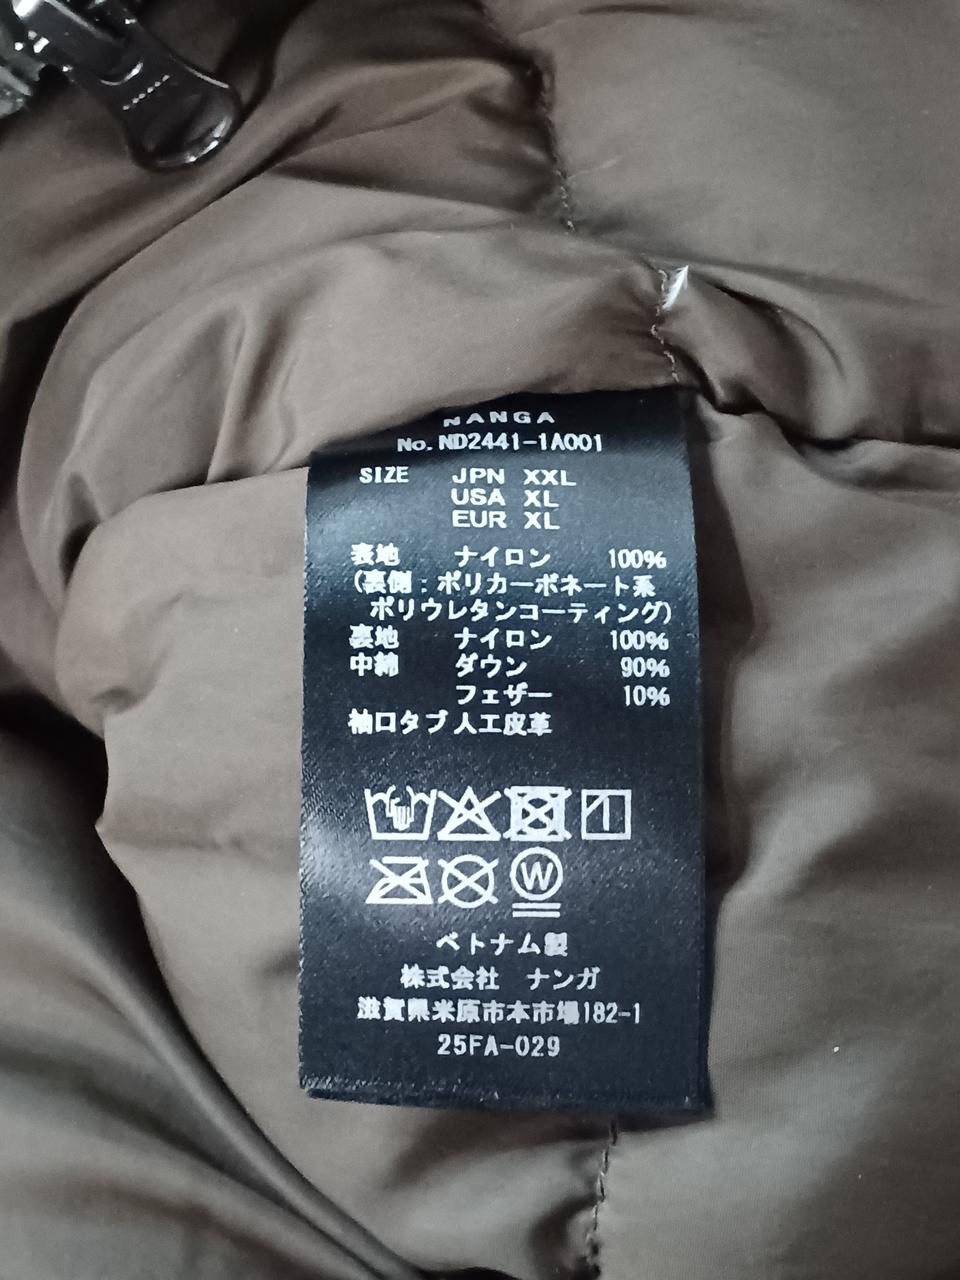 NANGA
No. ND2441-1A001
SIZE JPN XXL
USA XL
EUR XL
表地 ナイロン 100%
(裏側:ポリカーボネート系
ポリウレタンコーティング)
裏地 ナイロン 100%
中綿 ダウン 90%
フェザー 10%
袖口タブ 人工皮革
W
ベトナム製
株式会社 ナンガ
滋賀県米原市本市場182-1
25FA-029